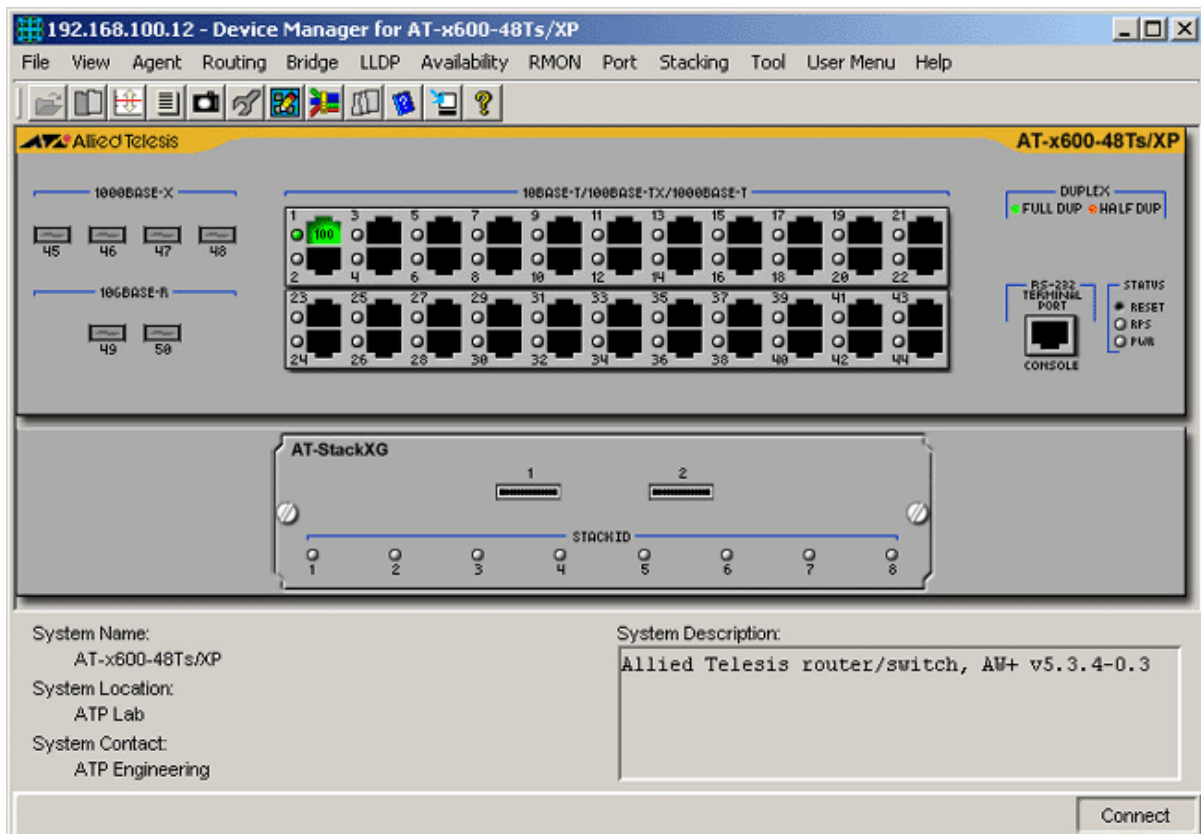 192.168.100.12 - Device Manager for AT-x600-48Ts/XP
File View Agent Routing Bridge LLDP Availability RMON Port Stacking Tool User Menu Help
Allied Telesis
AT-x600-48Ts/XP
1000BASE-X
10BASE-T/100BASE-TX/1000BASE-T
DUPLEX
FULL DUP HALF DUP
1 3 5 7 9 11 13 15 17 19 21
100
45 46 47 48
2 4 6 8 10 12 14 16 18 20 22
10GBASE-R
23 25 27 29 31 33 35 37 39 41 43
49 50
24 26 28 30 32 34 36 38 40 42 44
RS-232
TERMINAL
PORT
CONSOLE
STATUS
RESET
RPS
PWR
AT-StackXG
1 2
STACK ID
1 2 3 4 5 6 7 8
System Name:
AT-x600-48Ts/XP
System Location:
ATP Lab
System Contact:
ATP Engineering
System Description:
Allied Telesis router/switch, AW+ v5.3.4-0.3
Connect